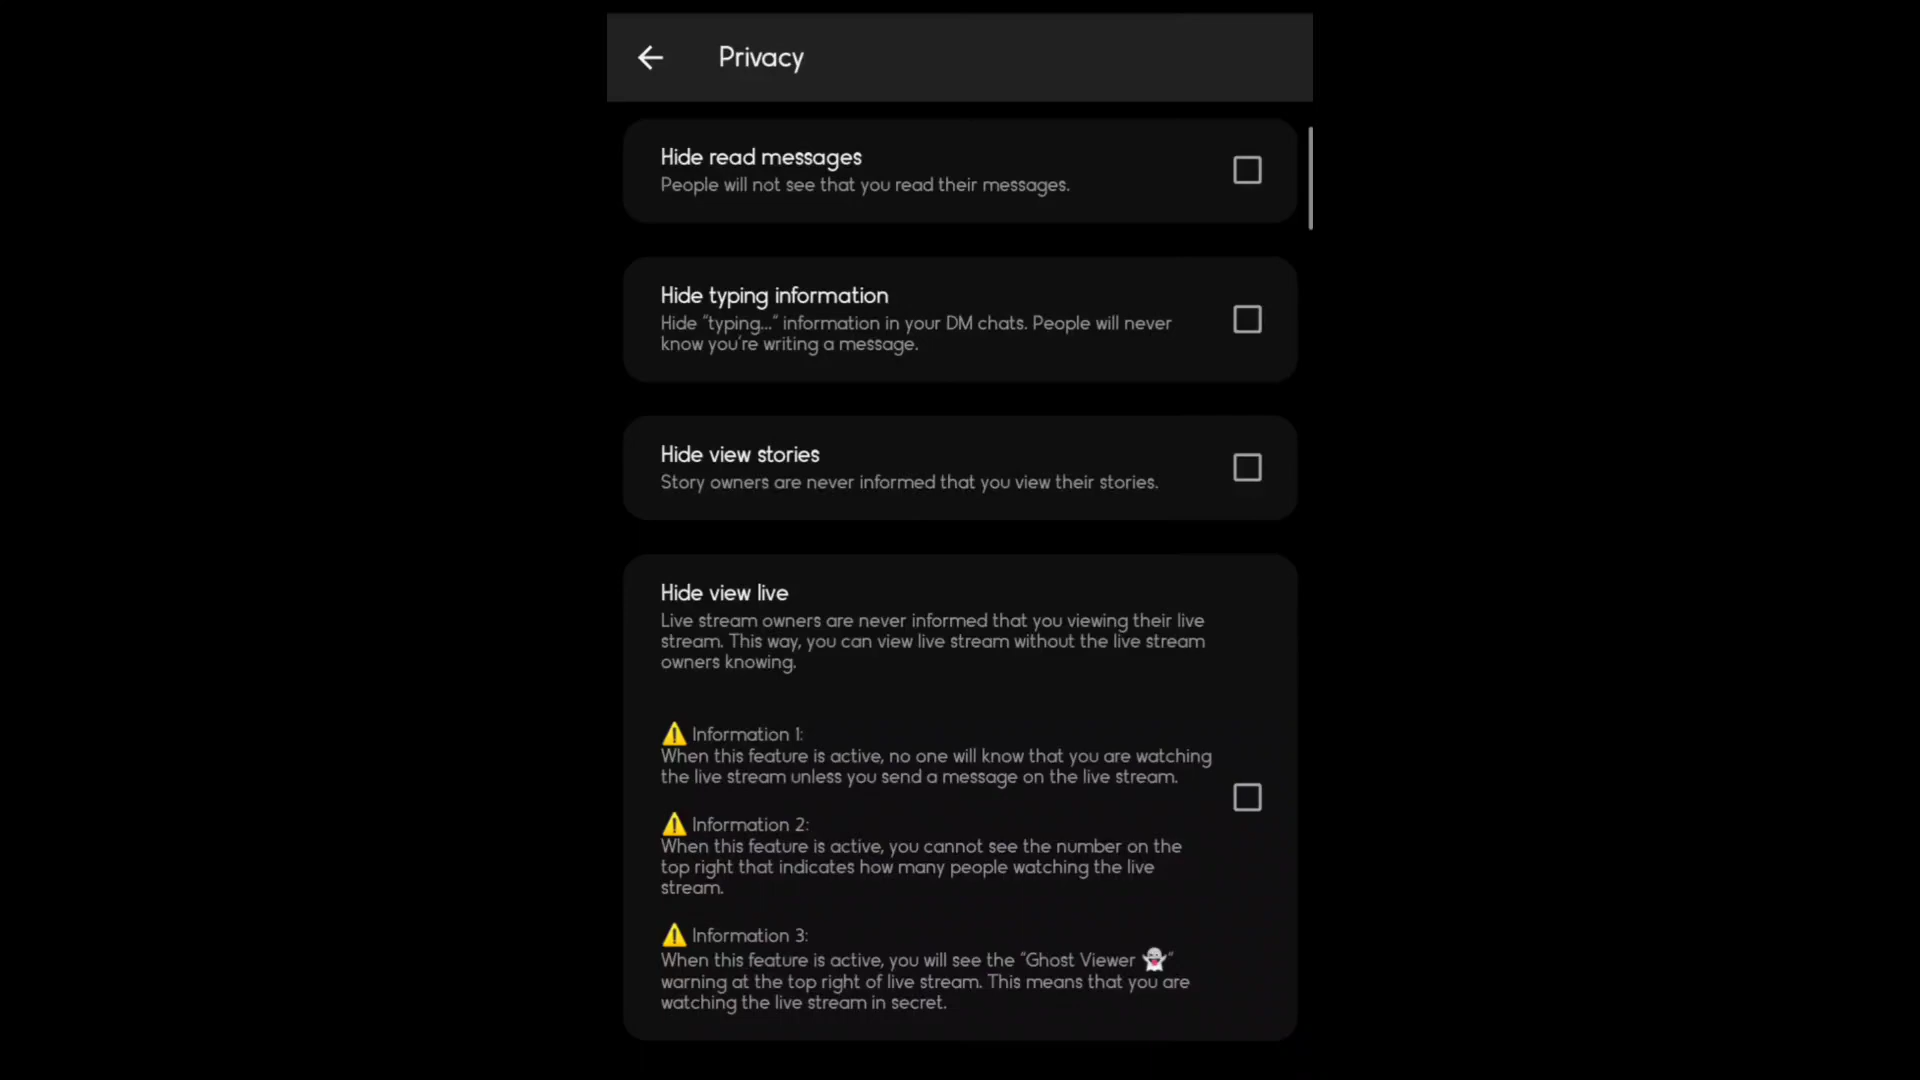 Privacy
Hide read messages
People will not see that you read their messages.
Hide typing information
Hide "typing..." information in your DM chats. People will never
know you're writing a message.
Hide view stories
Story owners are never informed that you view their stories.
Hide view live
Live stream owners are never informed that you viewing their live
stream. This way, you can view live stream without the live stream
owners knowing.
⚠️ Information 1:
When this feature is active, no one will know that you are watching
the live stream unless you send a message on the live stream.
⚠️ Information 2:
When this feature is active, you cannot see the number on the
top right that indicates how many people watching the live
stream.
⚠️ Information 3:
When this feature is active, you will see the "Ghost Viewer 👻"
warning at the top right of live stream. This means that you are
watching the live stream in secret.